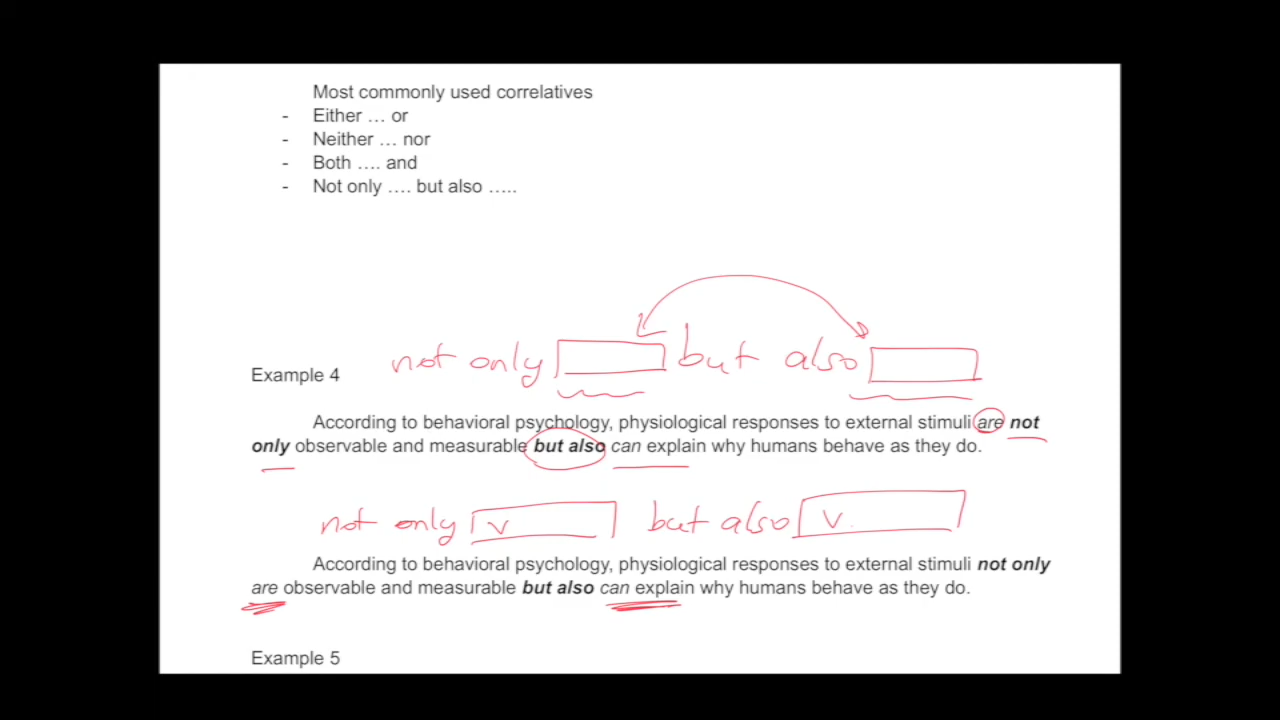 Most commonly used correlatives
- Either … or
- Neither … nor
- Both …. and
- Not only …. but also …..
not only but also
Example 4
According to behavioral psychology, physiological responses to external stimuli are not
only observable and measurable but also can explain why humans behave as they do.
not only v but also v.
According to behavioral psychology, physiological responses to external stimuli not only
are observable and measurable but also can explain why humans behave as they do.
Example 5